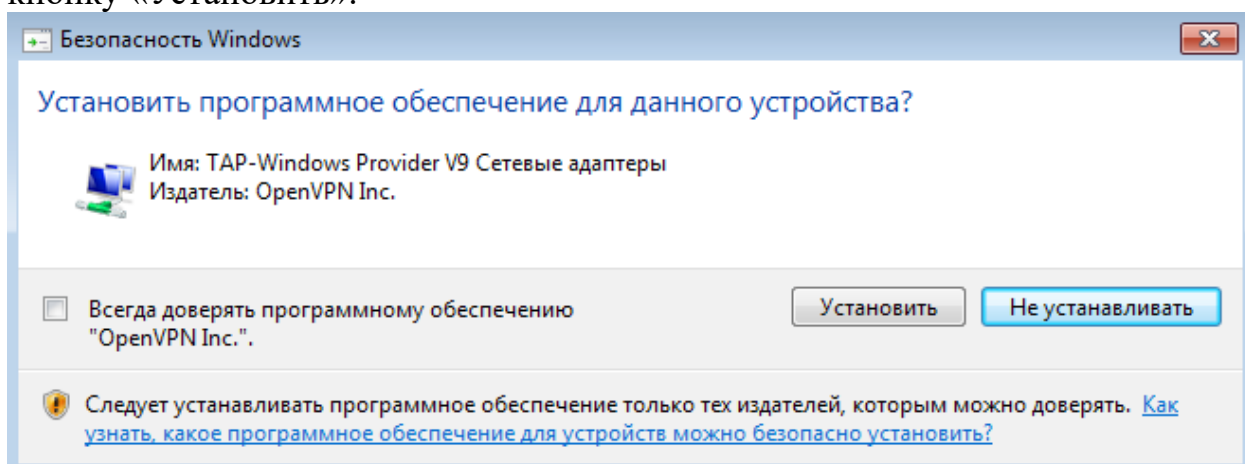 кнопку «Установить».
Безопасность Windows
Установить программное обеспечение для данного устройства?
Имя: TAP-Windows Provider V9 Сетевые адаптеры
Издатель: OpenVPN Inc.
Всегда доверять программному обеспечению
"OpenVPN Inc.".
Установить
Не устанавливать
Следует устанавливать программное обеспечение только тех издателей, которым можно доверять. Как
узнать, какое программное обеспечение для устройств можно безопасно установить?